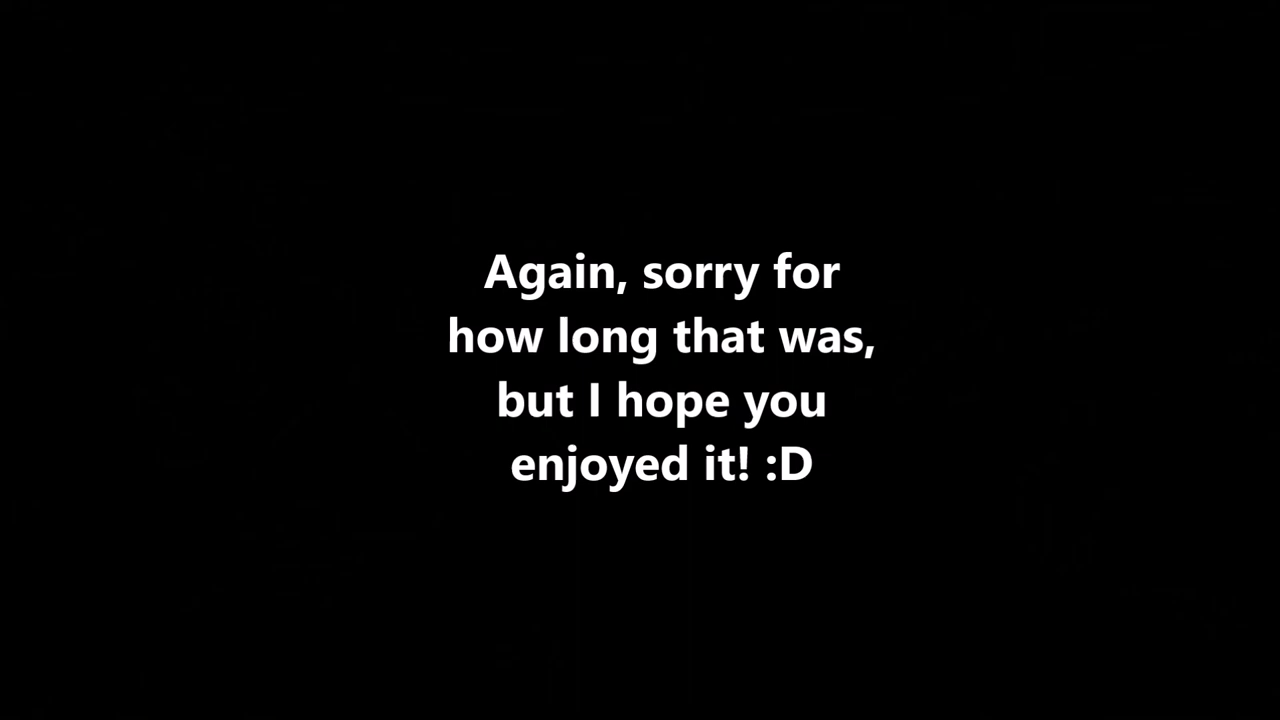 Again, sorry for
how long that was,
but I hope you
enjoyed it! :D